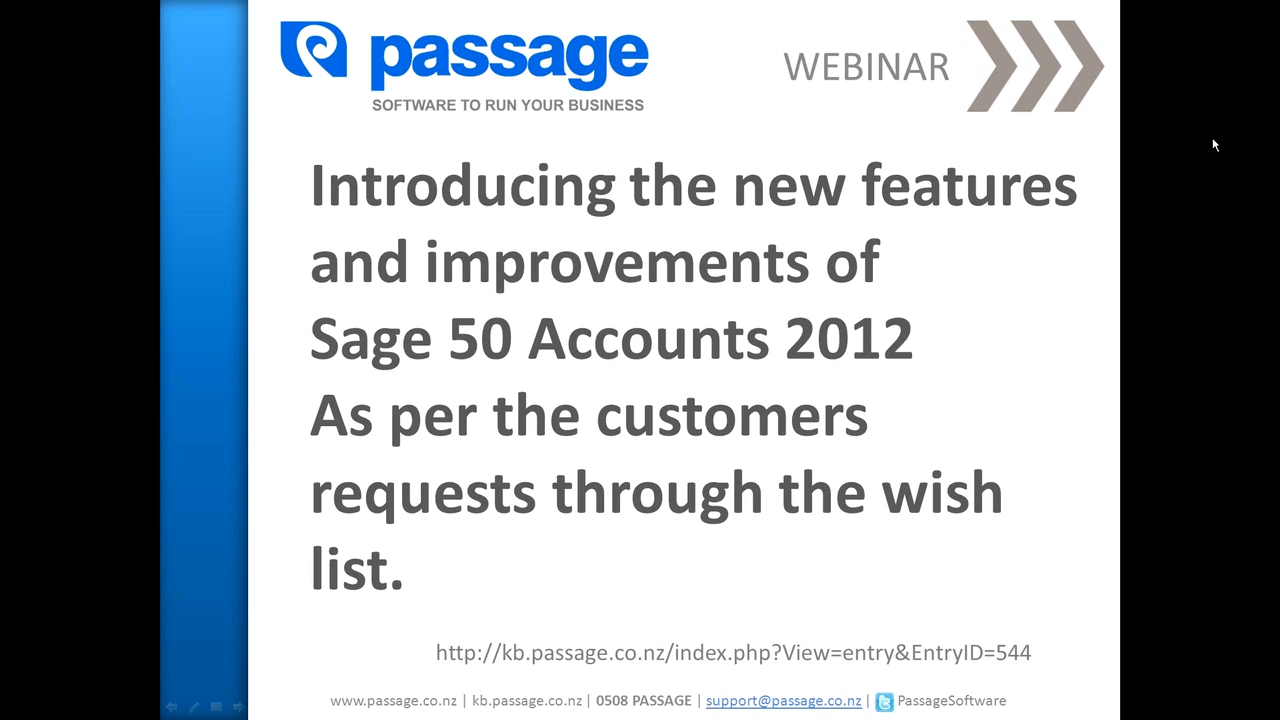 passage
SOFTWARE TO RUN YOUR BUSINESS
WEBINAR
Introducing the new features
and improvements of
Sage 50 Accounts 2012
As per the customers
requests through the wish
list.
http://kb.passage.co.nz/index.php?View=entry&EntryID=544
www.passage.co.nz | kb.passage.co.nz | 0508 PASSAGE | support@passage.co.nz | PassageSoftware